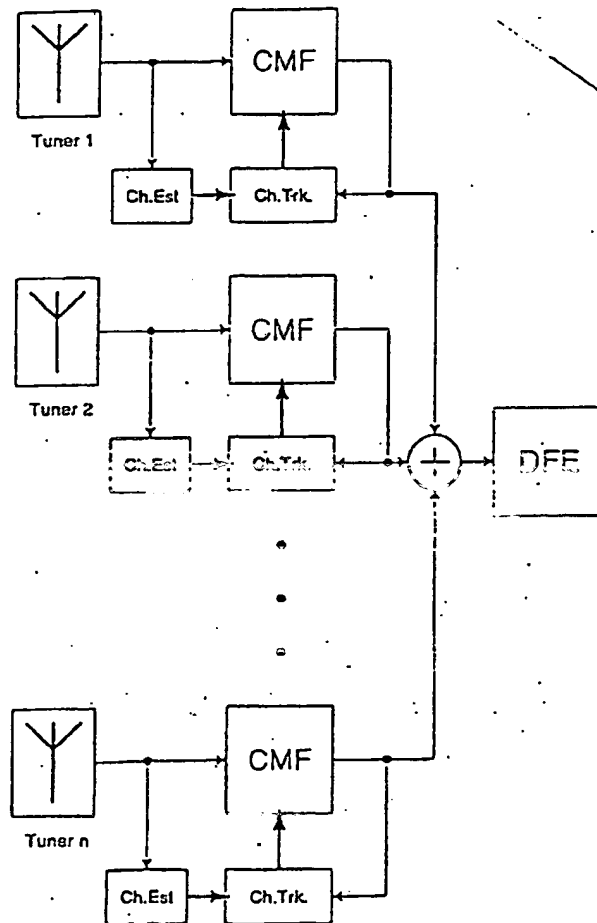 CMF
Tuner 1
Ch.Est
Ch.Trk.
CMF
Tuner 2
Ch.Est
Ch.Trk.
+
DFE
CMF
Tuner n
Ch.Est
Ch.Trk.